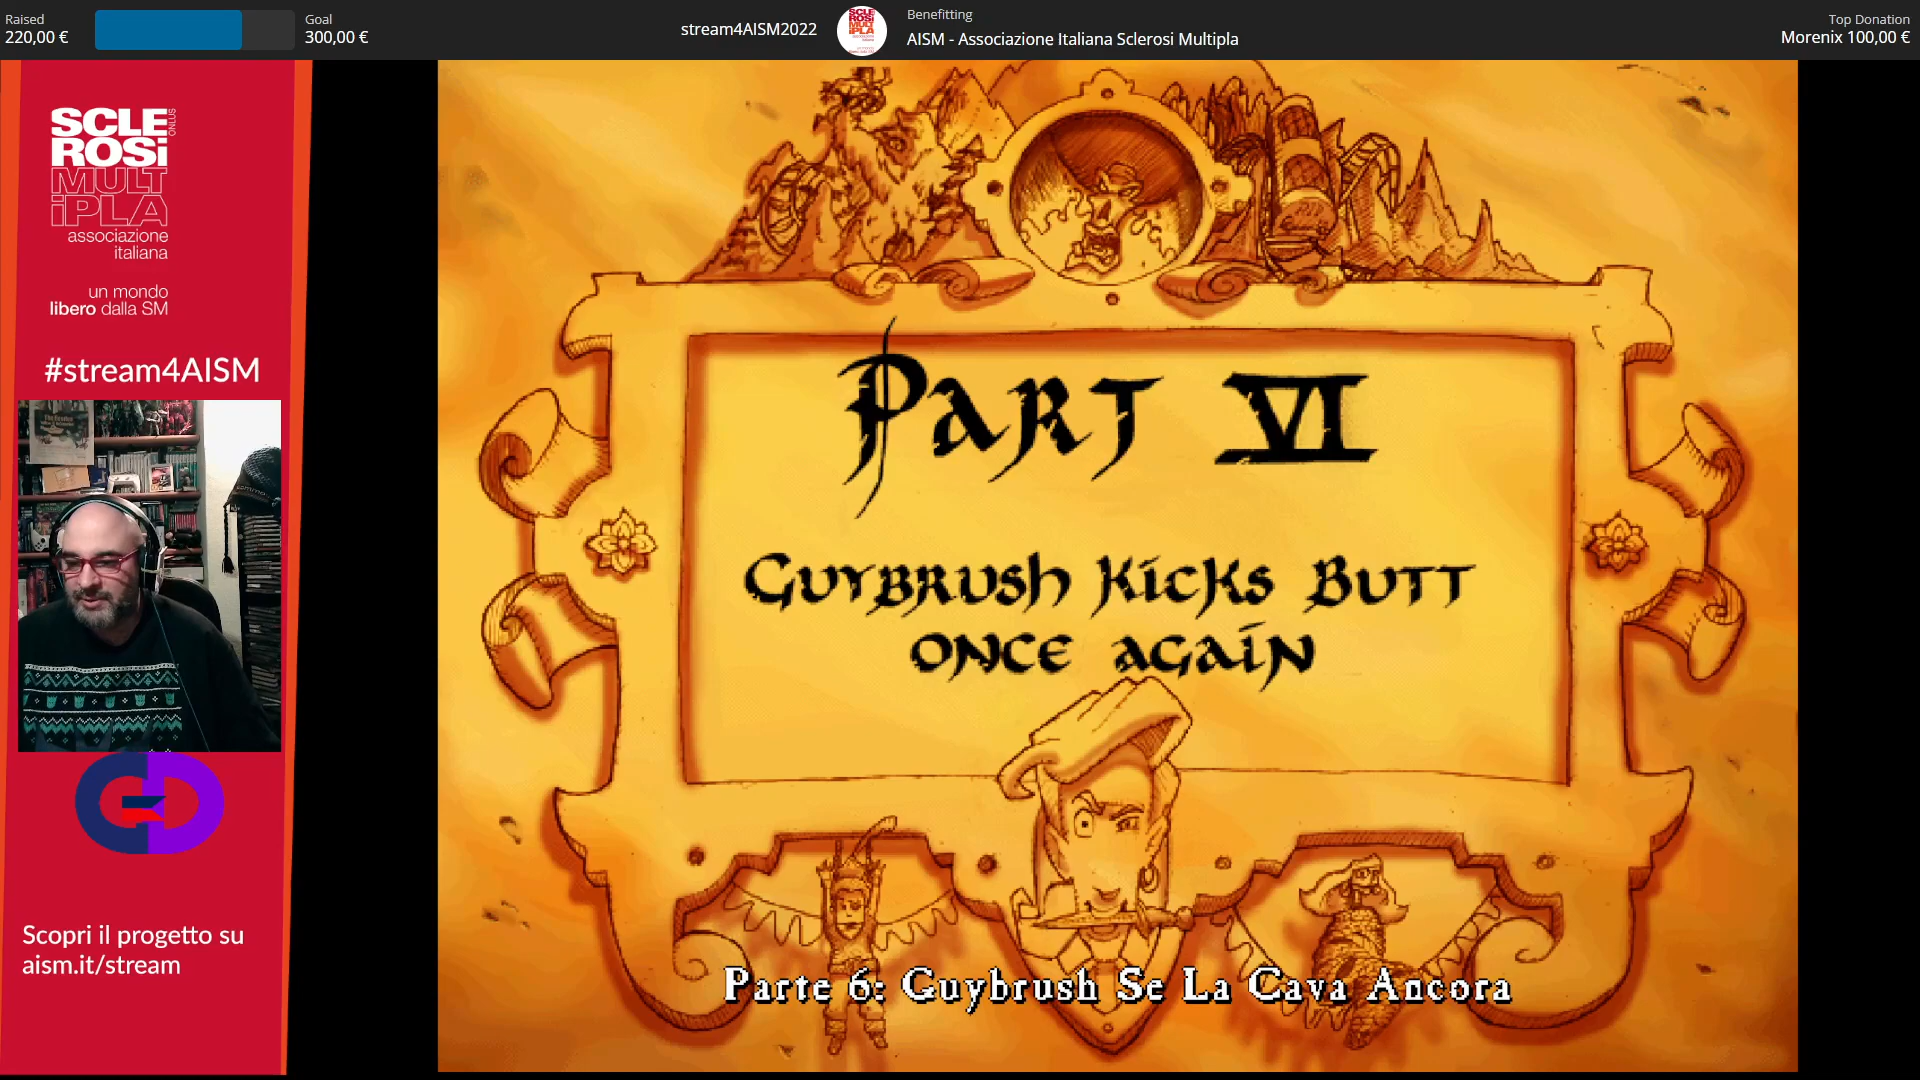 Raised
220,00 €
Goal
300,00 €
stream4AISM2022
Benefitting
AISM - Associazione Italiana Sclerosi Multipla
Top Donation
Morenix 100,00 €
SCLE
ROSi
MULT
iPLA
ONLUS
associazione
italiana
un mondo
libero dalla SM
#stream4AISM
Scopri il progetto su
aism.it/stream
Part VI
Guybrush Kicks Butt
once again
Parte 6: Guybrush Se La Cava Ancora